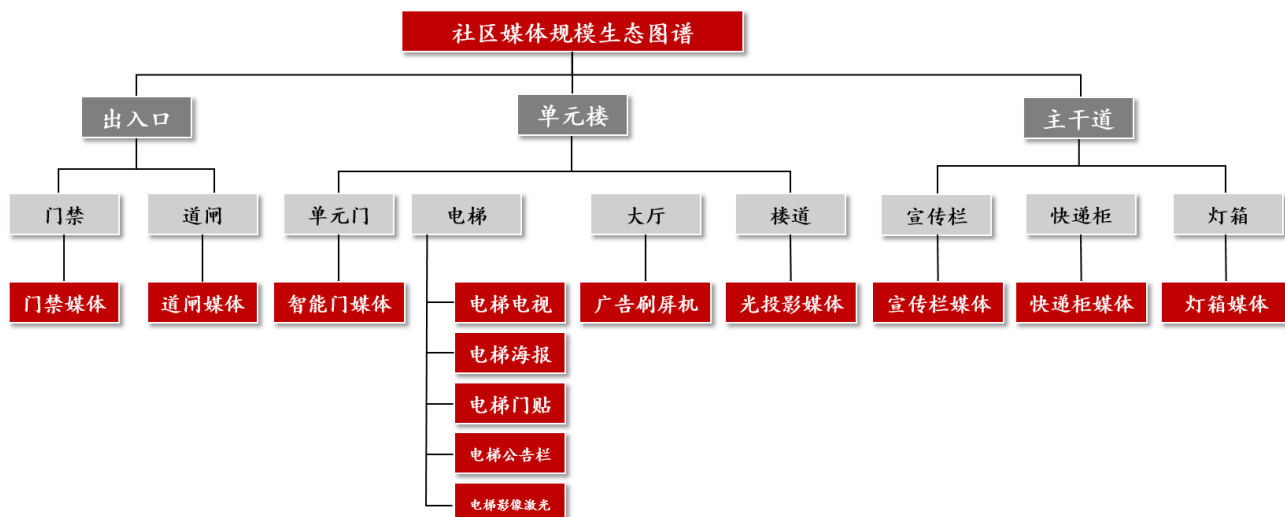 社区媒体规模生态图谱
出入口
单元楼
主干道
门禁
道闸
单元门
电梯
大厅
楼道
宣传栏
快递柜
灯箱
门禁媒体
道闸媒体
智能门媒体
电梯电视
广告刷屏机
光投影媒体
宣传栏媒体
快递柜媒体
灯箱媒体
电梯海报
电梯门贴
电梯公告栏
电梯影像激光